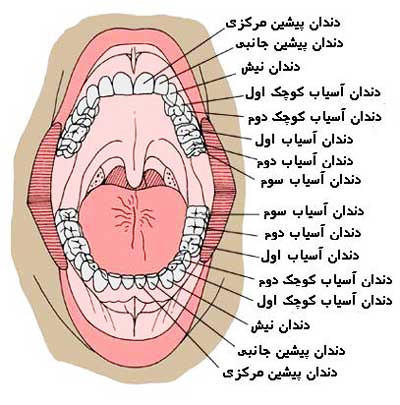 دندان پیشین مرکزی
دندان پیشین جانبی
دندان نیش
دندان آسیاب کوچک اول
دندان آسیاب کوچک دوم
دندان آسیاب اول
دندان آسیاب دوم
دندان آسیاب سوم
دندان آسیاب سوم
دندان آسیاب دوم
دندان آسیاب اول
دندان آسیاب کوچک دوم
دندان آسیاب کوچک اول
دندان نیش
دندان پیشین جانبی
دندان پیشین مرکزی